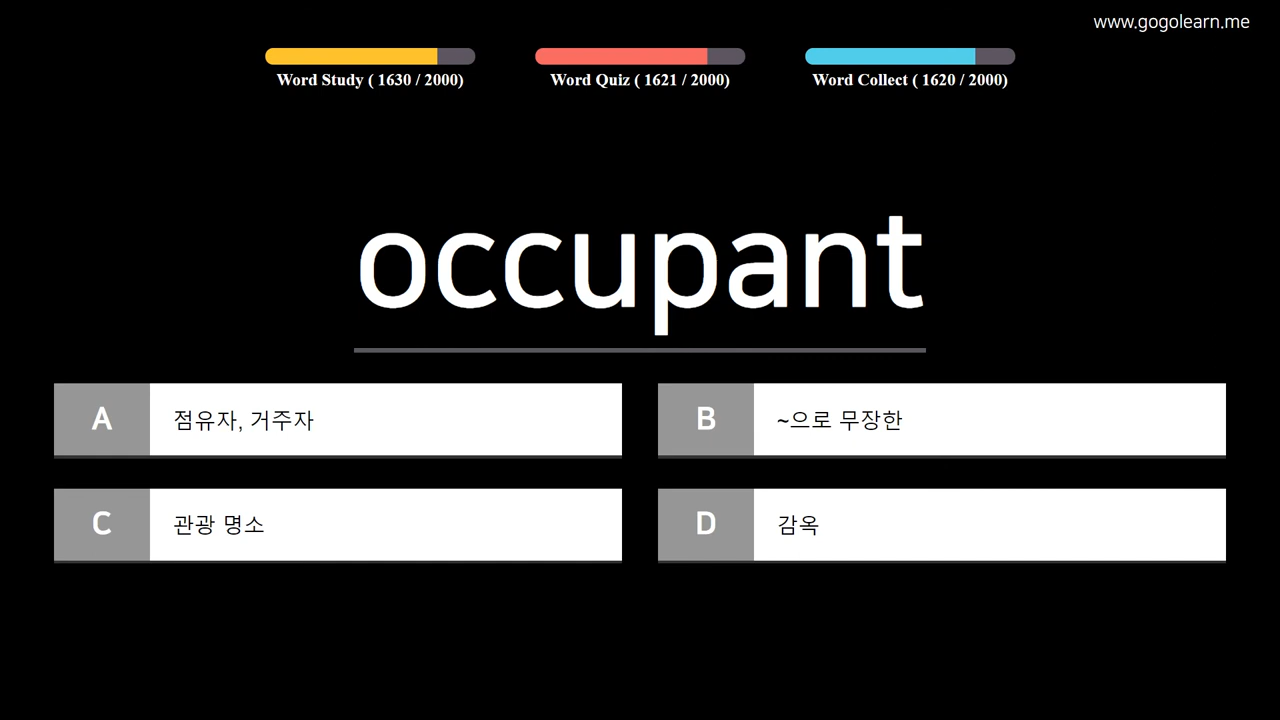 www.gogolearn.me
Word Study ( 1630 / 2000)
Word Quiz ( 1621 / 2000)
Word Collect ( 1620 / 2000)
occupant
A 점유자, 거주자
B ~으로 무장한
C 관광 명소
D 감옥